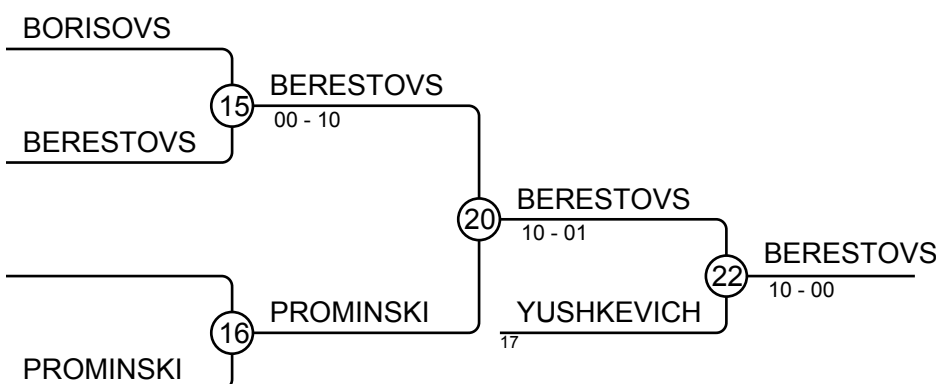 BORISOVS
15
BERESTOVS
00 - 10
BERESTOVS
20
BERESTOVS
10 - 01
22
BERESTOVS
10 - 00
16
PROMINSKI
YUSHKEVICH
17
PROMINSKI